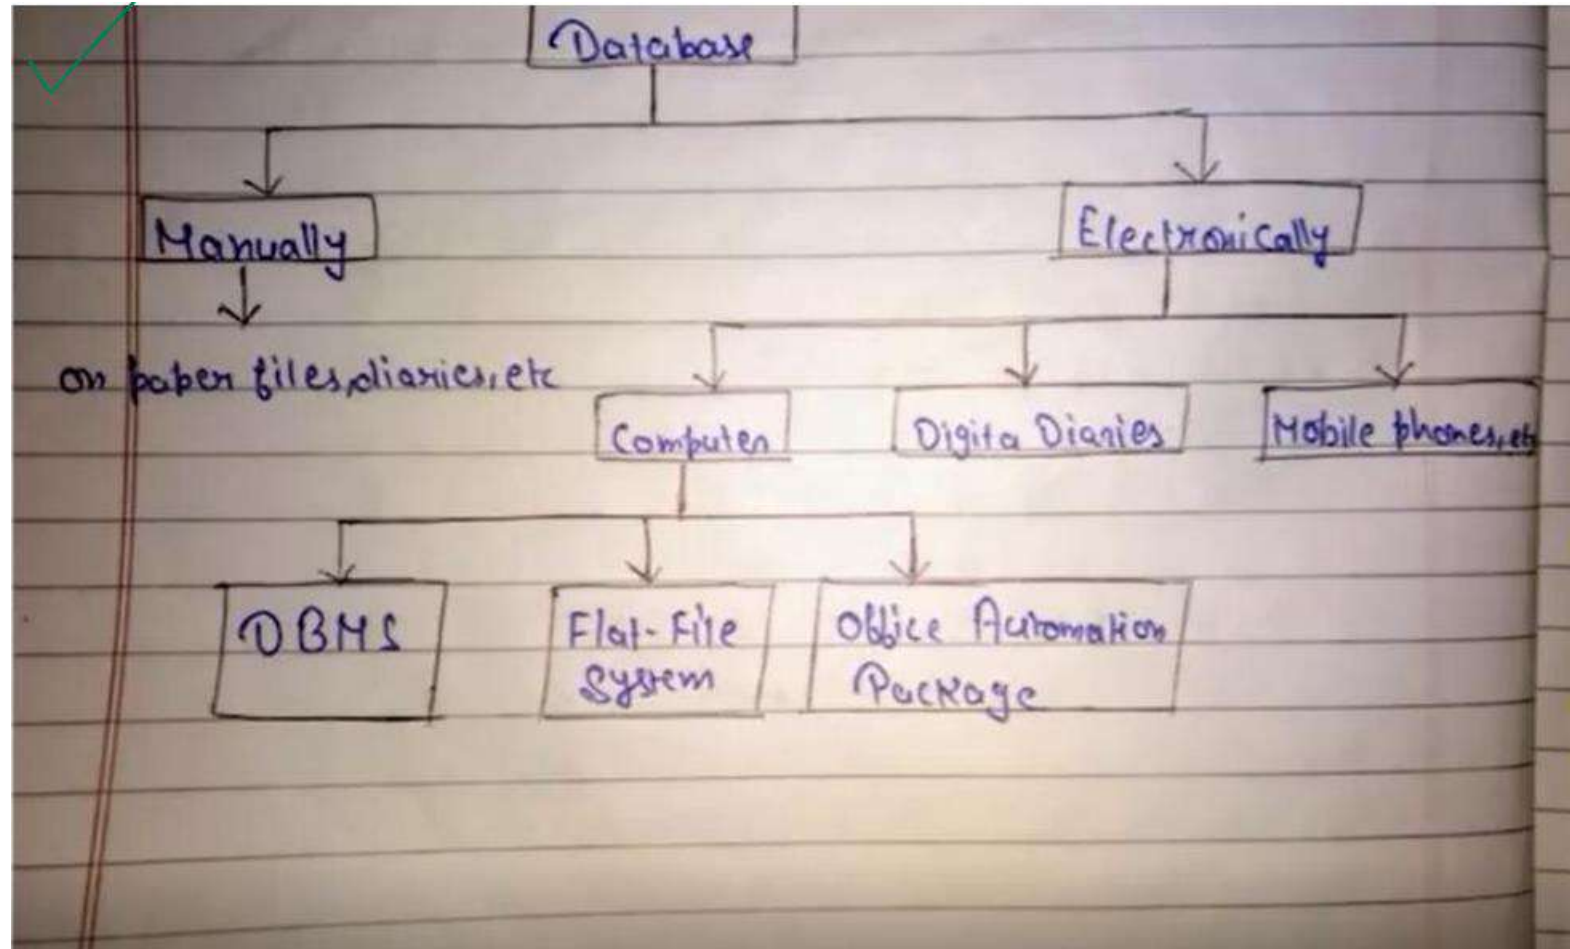 Database
Manually
Electronically
on paper files, diaries, etc
Computer
Digita Diaries
Mobile phones, etc
DBMS
Flat-File
System
Office Automation
Package